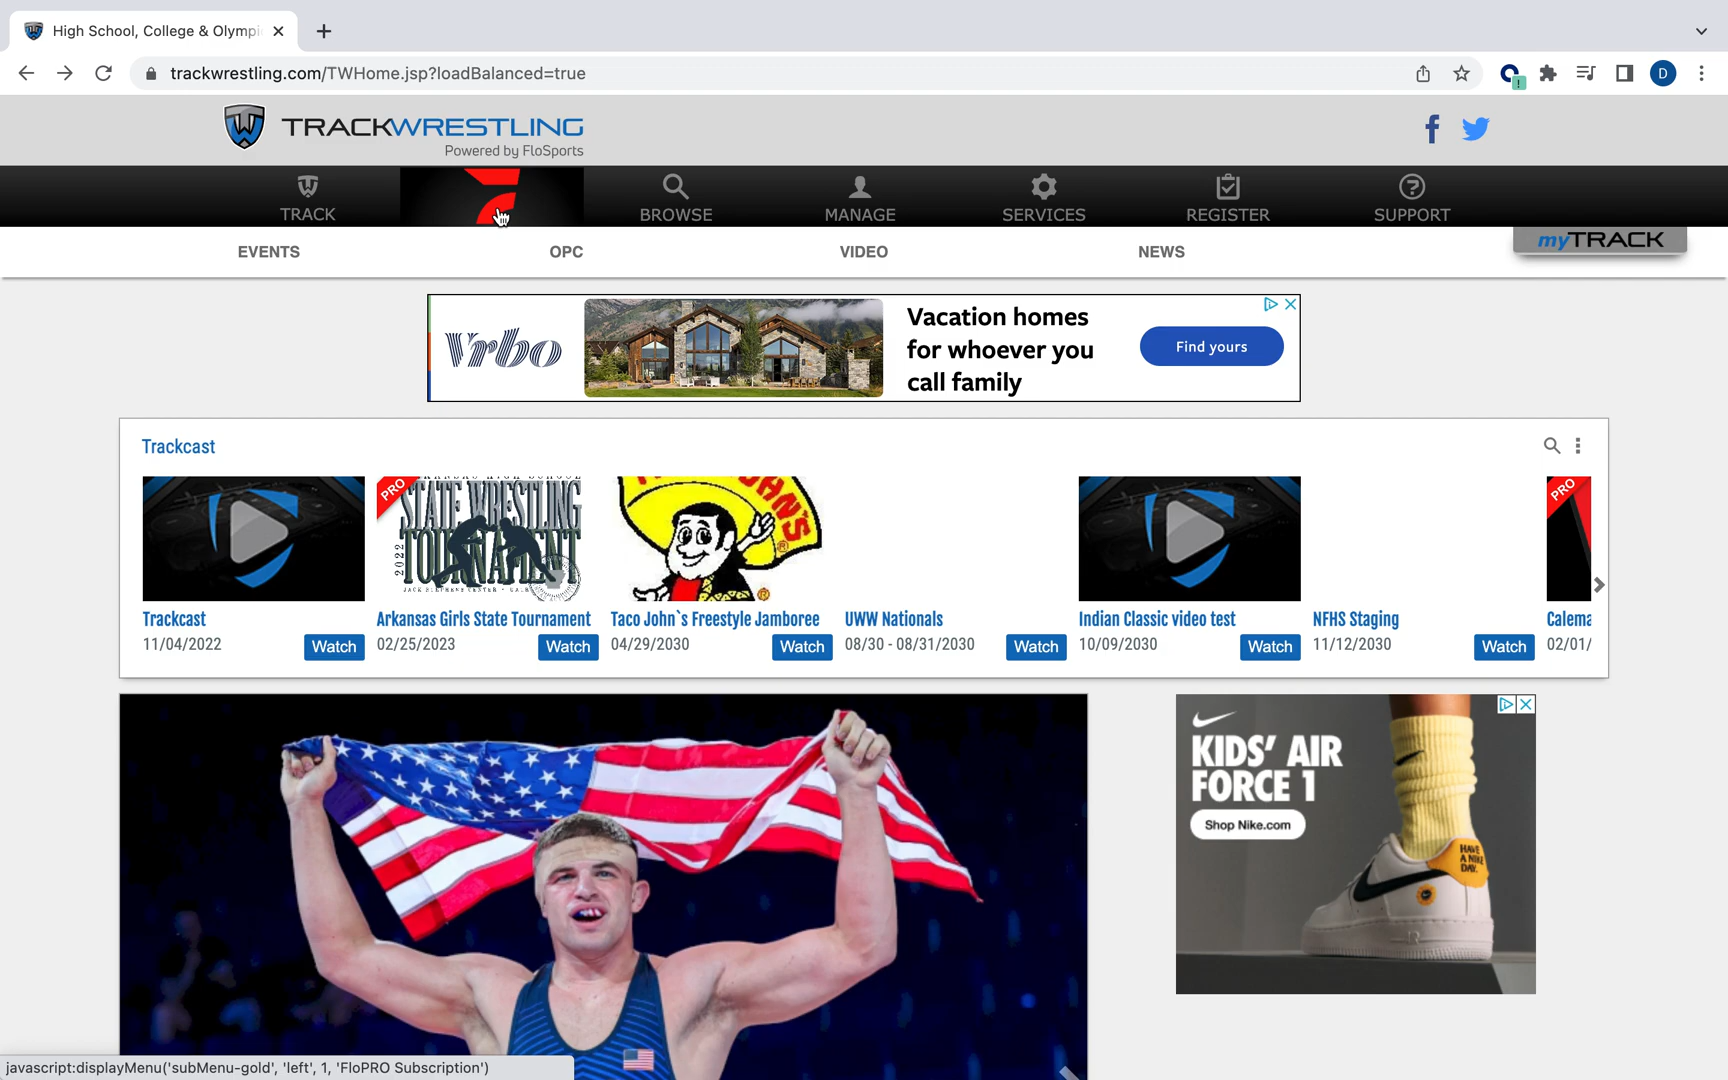 High School, College & Olympi
trackwrestling.com/TWHome.jsp?loadBalanced=true
D
TRACKWRESTLING
Powered by FloSports
TRACK
BROWSE
MANAGE
SERVICES
REGISTER
SUPPORT
EVENTS
OPC
VIDEO
NEWS
myTRACK
Vrbo
Vacation homes
for whoever you
call family
Find yours
Trackcast
PRO
STATE WRESTLING
TOURNAMENT
2022
JOHN'S
PRO
Trackcast
Arkansas Girls State Tournament
Taco John`s Freestyle Jamboree
UWW Nationals
Indian Classic video test
NFHS Staging
Calema
11/04/2022
Watch
02/25/2023
Watch
04/29/2030
Watch
08/30 - 08/31/2030
Watch
10/09/2030
Watch
11/12/2030
Watch
02/01/
KIDS' AIR
FORCE 1
Shop Nike.com
HAVE
A NIKE
DAY.
javascript:displayMenu('subMenu-gold', 'left', 1, 'FloPRO Subscription')